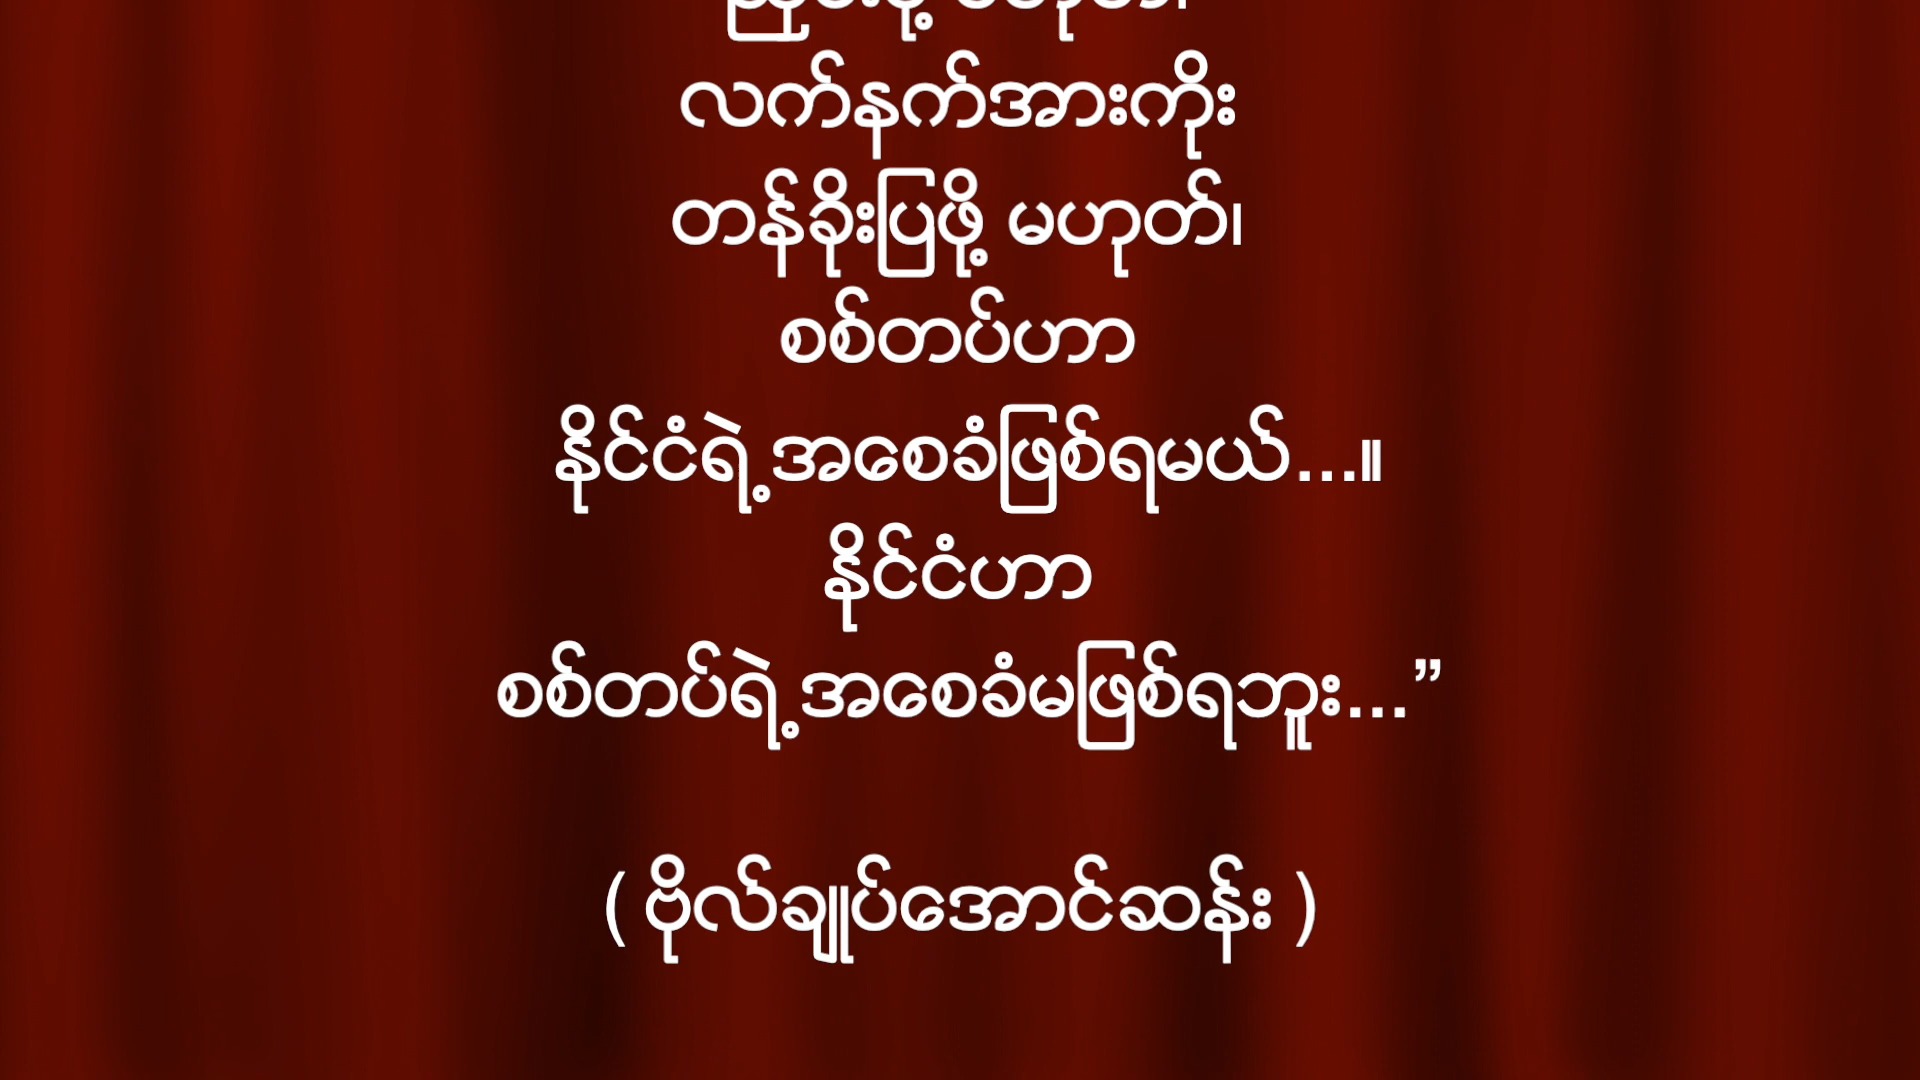 လက်နက်အားကိုး
တန်ခိုးပြဖို့ မဟုတ်၊
စစ်တပ်ဟာ
နိုင်ငံရဲ့အစေခံဖြစ်ရမယ်...။
နိုင်ငံဟာ
စစ်တပ်ရဲ့အစေခံမဖြစ်ရဘူး...”
( ဗိုလ်ချုပ်အောင်ဆန်း )